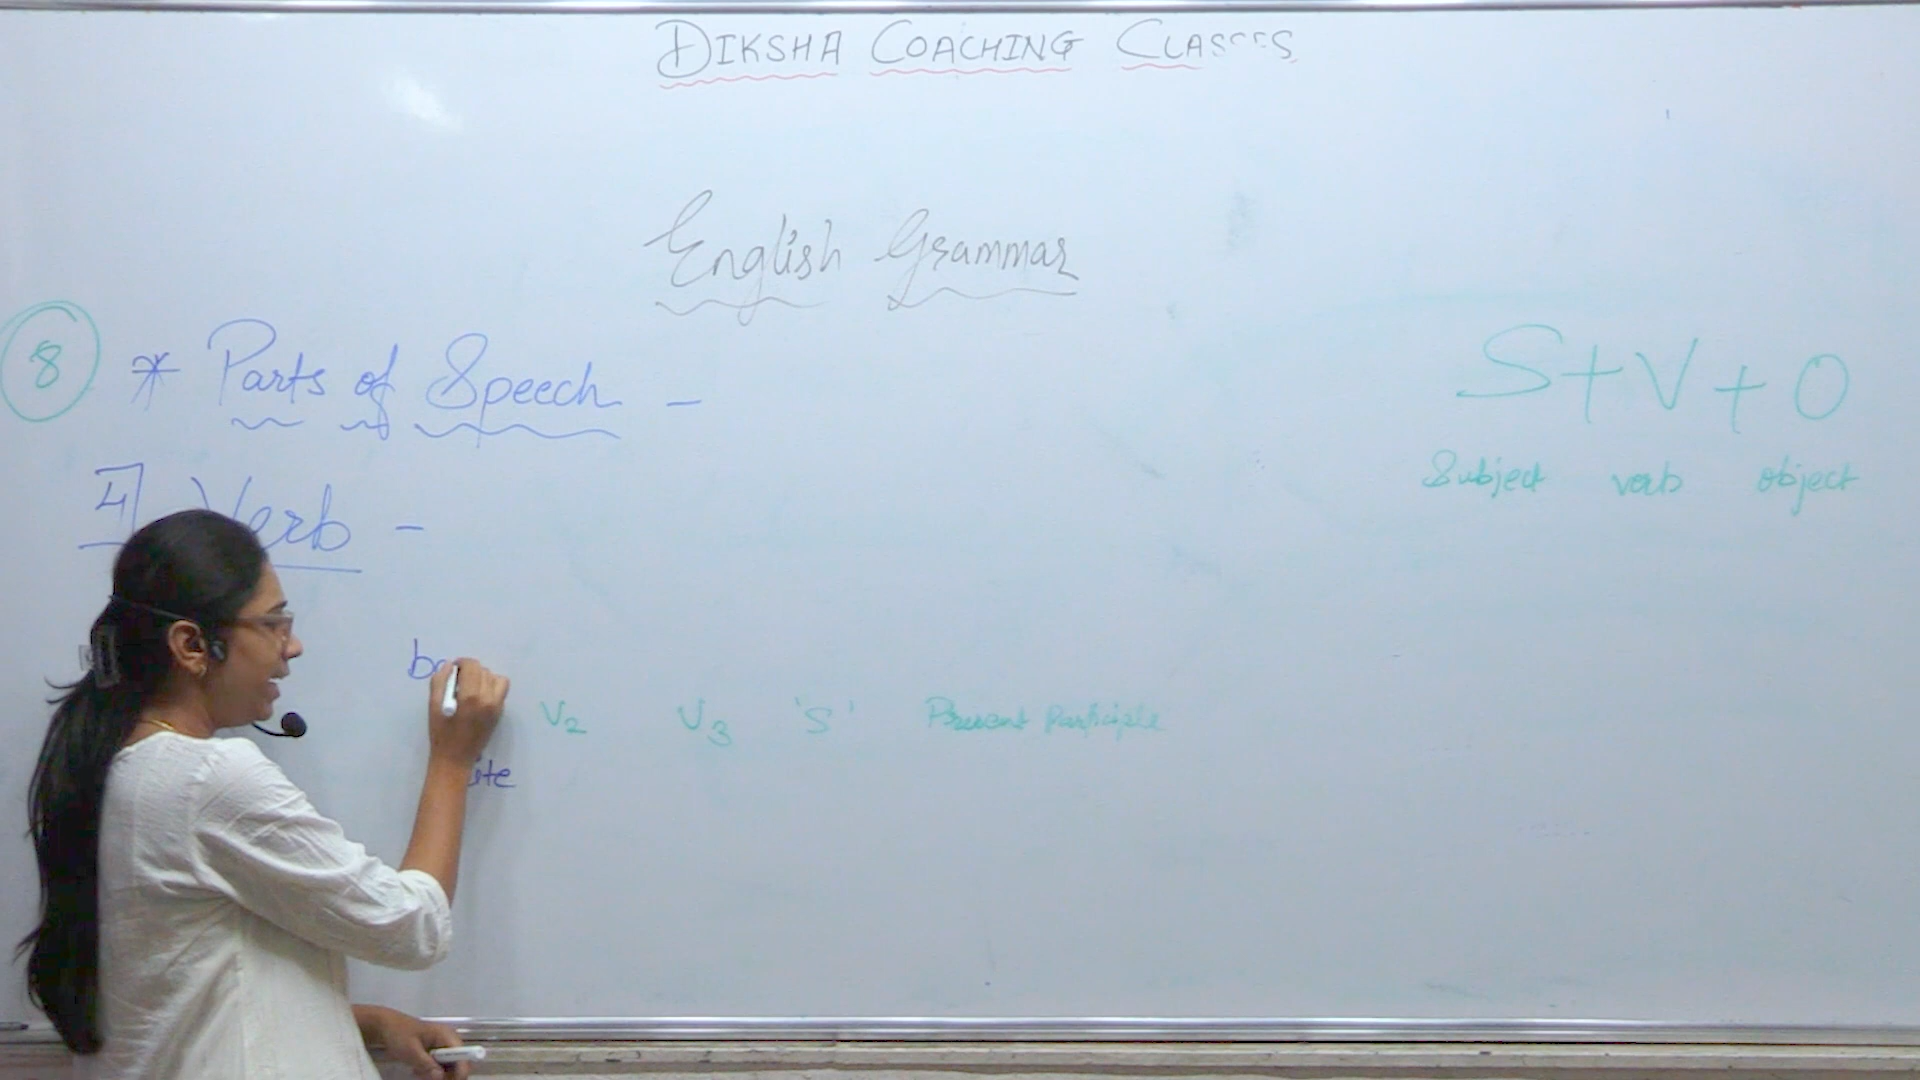 DIKSHA COACHING CLASSES
English Grammar
8 * Parts of Speech -
S + V + O
Subject verb object
4] Verb -
V2 V3 'S' Present Participle